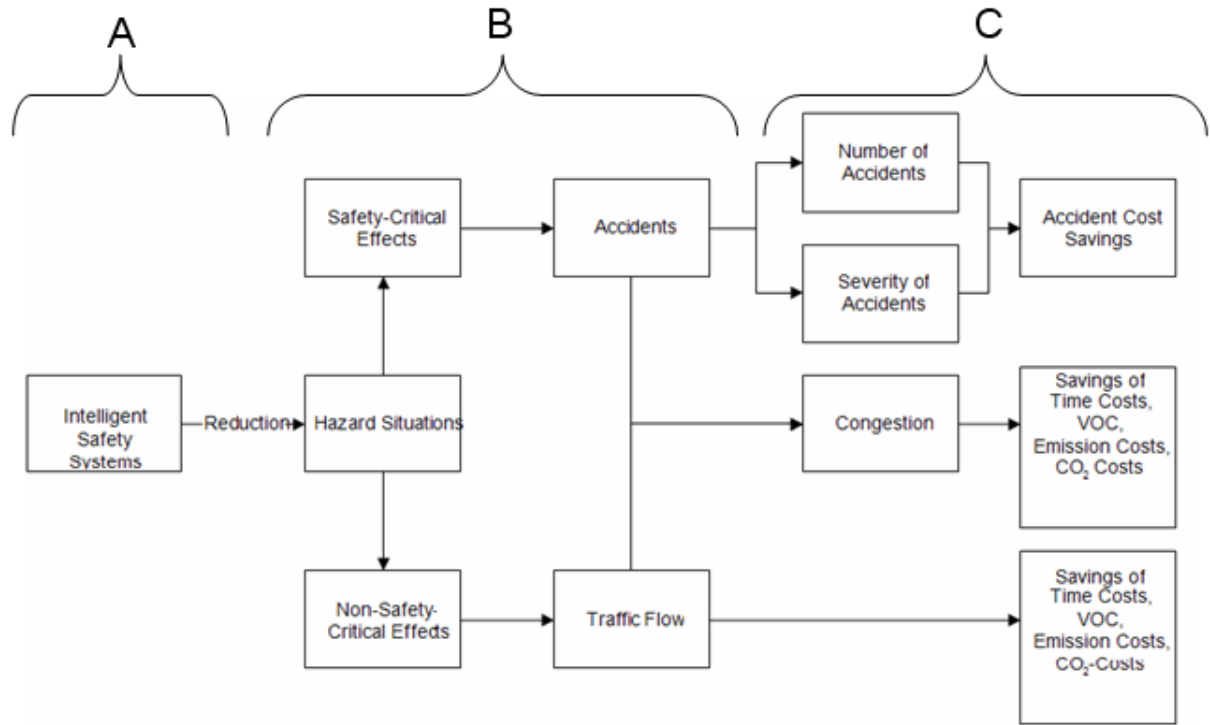 A
B
C
Number of
Accidents
Safety-Critical
Effects
Accidents
Accident Cost
Savings
Severity of
Accidents
Intelligent
Safety
Systems
Reduction
Hazard Situations
Congestion
Savings of
Time Costs,
VOC,
Emission Costs,
CO₂ Costs
Non-Safety-
Critical Effects
Traffic Flow
Savings of
Time Costs,
VOC,
Emission Costs,
CO₂-Costs